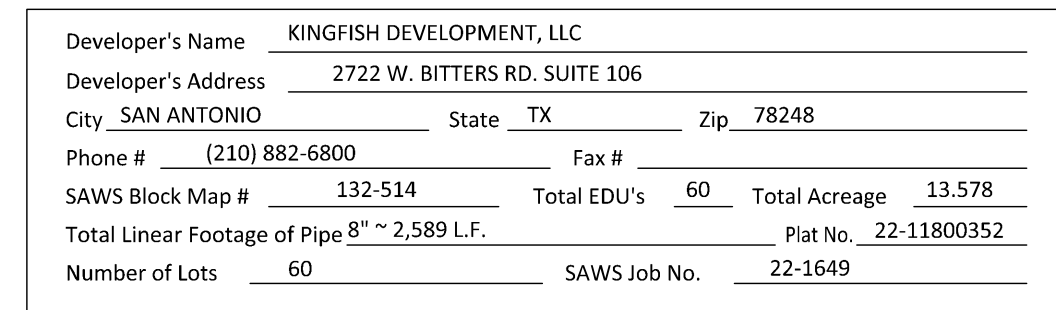 Developer's Name KINGFISH DEVELOPMENT, LLC
Developer's Address 2722 W. BITTERS RD. SUITE 106
City SAN ANTONIO State TX Zip 78248
Phone # (210) 882-6800 Fax #
SAWS Block Map # 132-514 Total EDU's 60 Total Acreage 13.578
Total Linear Footage of Pipe 8" ~ 2,589 L.F. Plat No. 22-11800352
Number of Lots 60 SAWS Job No. 22-1649